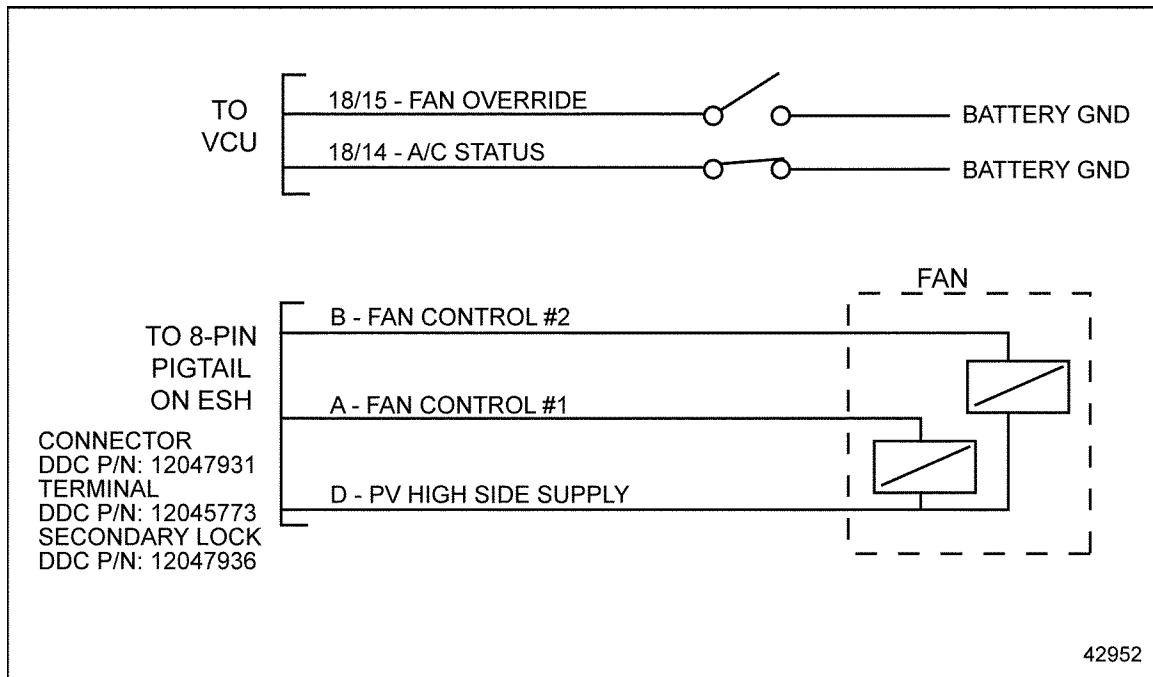 TO
VCU
18/15 - FAN OVERRIDE
BATTERY GND
18/14 - A/C STATUS
BATTERY GND
FAN
TO 8-PIN
PIGTAIL
ON ESH
B - FAN CONTROL #2
A - FAN CONTROL #1
D - PV HIGH SIDE SUPPLY
CONNECTOR
DDC P/N: 12047931
TERMINAL
DDC P/N: 12045773
SECONDARY LOCK
DDC P/N: 12047936
42952